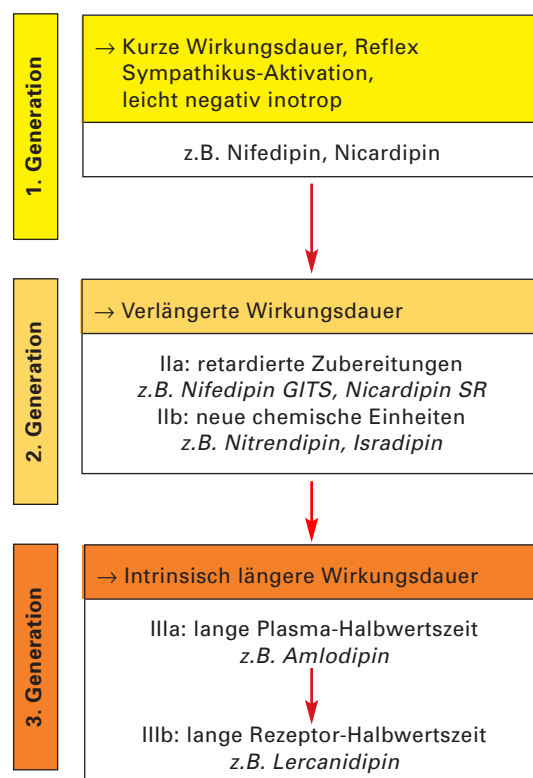 1. Generation
→ Kurze Wirkungsdauer, Reflex
Sympathikus-Aktivation,
leicht negativ inotrop
z.B. Nifedipin, Nicardipin
2. Generation
→ Verlängerte Wirkungsdauer
IIa: retardierte Zubereitungen
z.B. Nifedipin GITS, Nicardipin SR
IIb: neue chemische Einheiten
z.B. Nitrendipin, Isradipin
3. Generation
→ Intrinsisch längere Wirkungsdauer
IIIa: lange Plasma-Halbwertszeit
z.B. Amlodipin
IIIb: lange Rezeptor-Halbwertszeit
z.B. Lercanidipin